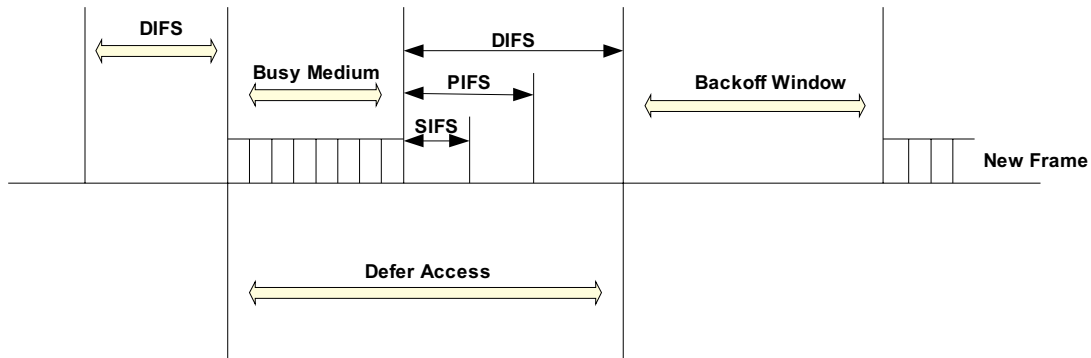 DIFS
DIFS
Busy Medium
PIFS
Backoff Window
SIFS
New Frame
Defer Access